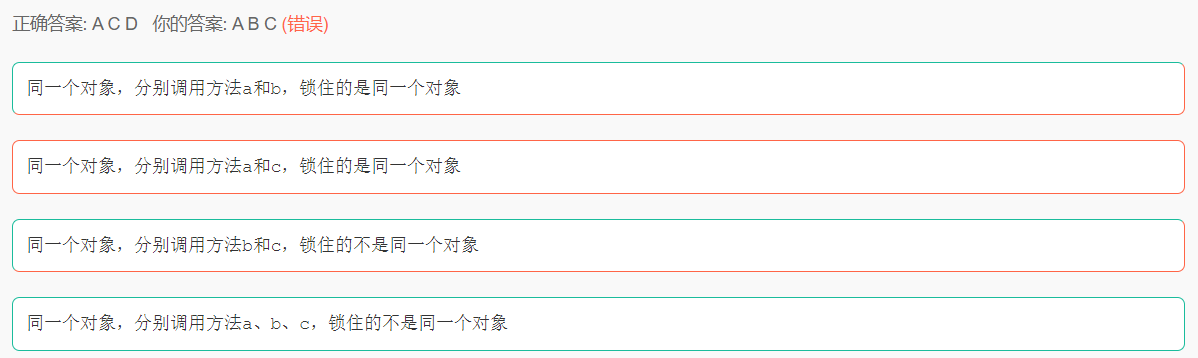 正确答案: A C D 你的答案: A B C (错误)
同一个对象，分别调用方法a和b，锁住的是同一个对象
同一个对象，分别调用方法a和c，锁住的是同一个对象
同一个对象，分别调用方法b和c，锁住的不是同一个对象
同一个对象，分别调用方法a、b、c，锁住的不是同一个对象